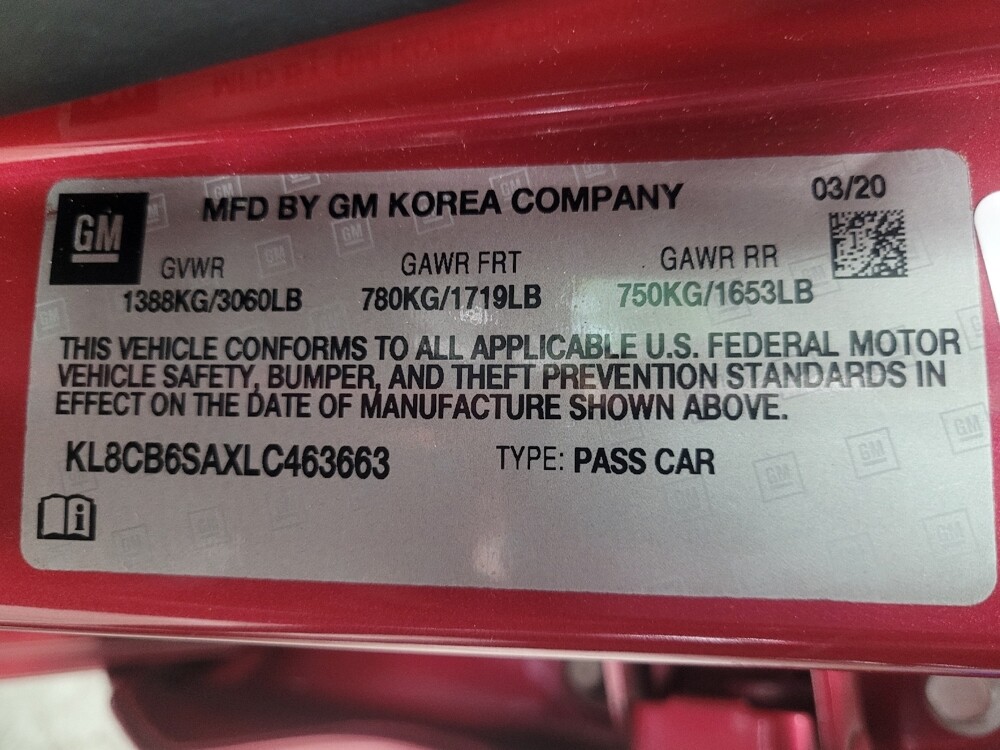 GM
MFD BY GM KOREA COMPANY
03/20
GVWR
GAWR FRT
GAWR RR
1388KG/3060LB
780KG/1719LB
750KG/1653LB
THIS VEHICLE CONFORMS TO ALL APPLICABLE U.S. FEDERAL MOTOR
VEHICLE SAFETY, BUMPER, AND THEFT PREVENTION STANDARDS IN
EFFECT ON THE DATE OF MANUFACTURE SHOWN ABOVE.
KL8CB6SAXLC463663
TYPE: PASS CAR